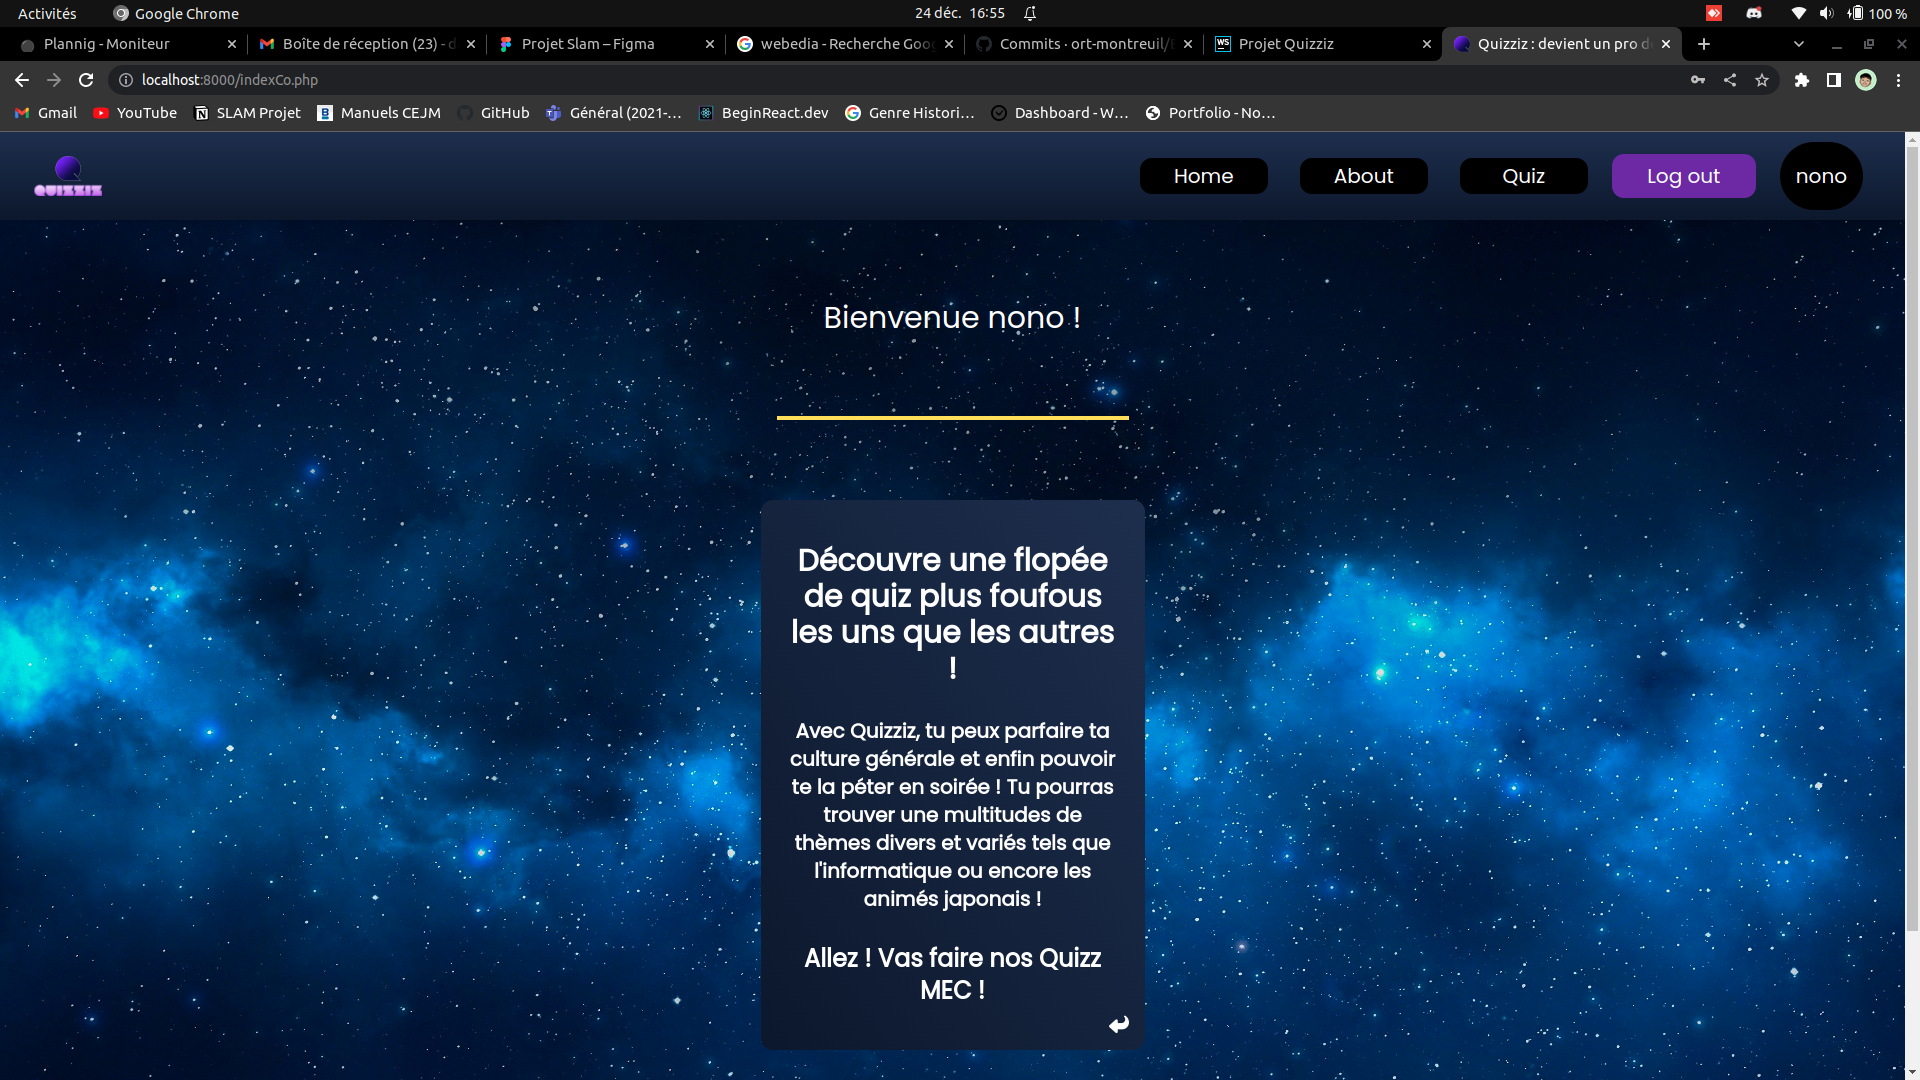 Activités
Google Chrome
24 déc. 16:55
100 %
Plannig - Moniteur
Boîte de réception (23) - d
Projet Slam – Figma
webedia - Recherche Goog
Commits · ort-montreuil/
Projet Quizziz
Quizziz : devient un pro d
localhost:8000/indexCo.php
Gmail
YouTube
SLAM Projet
Manuels CEJM
GitHub
Général (2021-...
BeginReact.dev
Genre Histori...
Dashboard - W...
Portfolio - No...
QUIZZIZ
Home
About
Quiz
Log out
nono
Bienvenue nono !
Découvre une flopée
de quiz plus foufous
les uns que les autres
!
Avec Quizziz, tu peux parfaire ta
culture générale et enfin pouvoir
te la péter en soirée ! Tu pourras
trouver une multitudes de
thèmes divers et variés tels que
l'informatique ou encore les
animés japonais !
Allez ! Vas faire nos Quizz
MEC !